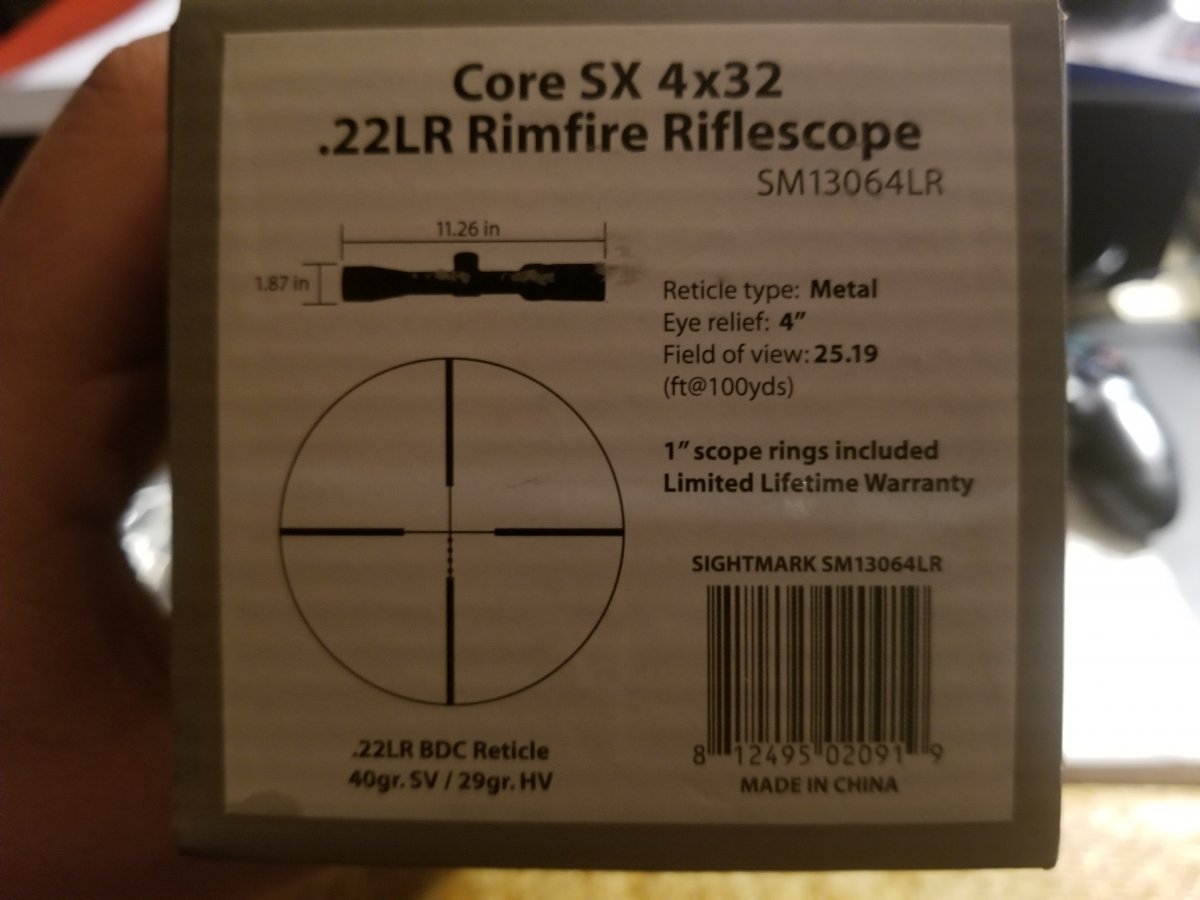 Core SX 4x32
.22LR Rimfire Riflescope
SM13064LR
11.26 in
1.87 in
Reticle type: Metal
Eye relief: 4”
Field of view: 25.19
(ft@100yds)
1” scope rings included
Limited Lifetime Warranty
SIGHTMARK SM13064LR
8 12495 02091 9
MADE IN CHINA
.22LR BDC Reticle
40gr. SV / 29gr. HV